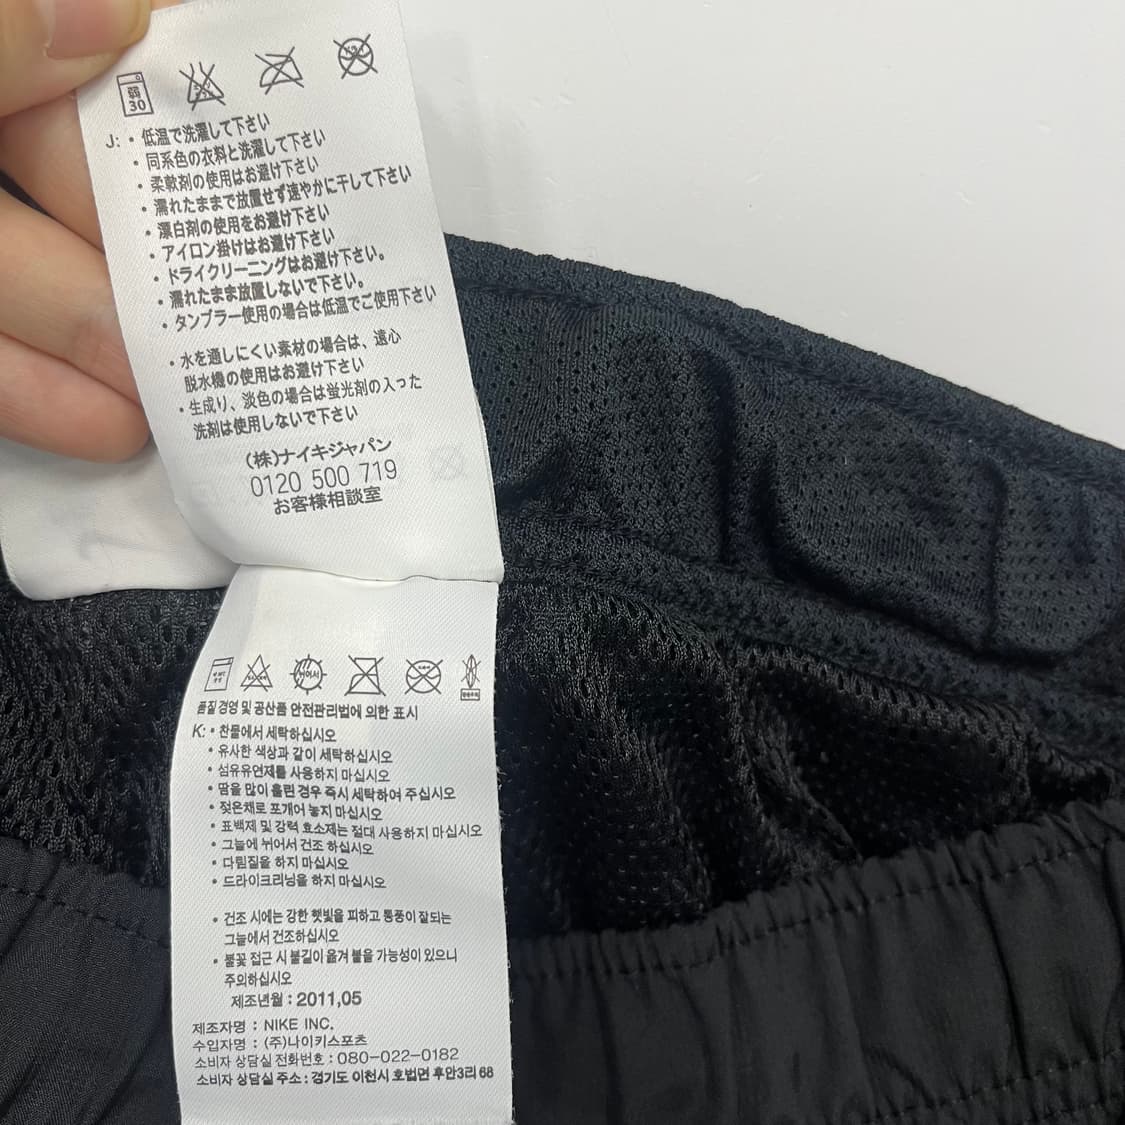 弱
30
J: • 低温で洗濯して下さい
• 同系色の衣料と洗濯して下さい
• 柔軟剤の使用はお避け下さい
• 濡れたままで放置せず速やかに干して下さい
• 漂白剤の使用をお避け下さい
• アイロン掛けはお避け下さい
• ドライクリーニングはお避け下さい。
• 濡れたまま放置しないで下さい。
• タンブラー使用の場合は低温でご使用下さい
• 水を通しにくい素材の場合は、遠心
脱水機の使用はお避け下さい
• 生成り、淡色の場合は蛍光剤の入った
洗剤は使用しないで下さい
(株)ナイキジャパン
0120 500 719
お客様相談室
품질 경영 및 공산품 안전관리법에 의한 표시
K: • 찬물에서 세탁하십시오
• 유사한 색상과 같이 세탁하십시오
• 섬유유연제를 사용하지 마십시오
• 땀을 많이 흘린 경우 즉시 세탁하여 주십시오
• 젖은채로 포개어 놓지 마십시오
• 표백제 및 강력 효소제는 절대 사용하지 마십시오
• 그늘에 뉘어서 건조 하십시오
• 다림질을 하지 마십시오
• 드라이크리닝을 하지 마십시오
• 건조 시에는 강한 햇빛을 피하고 통풍이 잘되는
그늘에서 건조하십시오
• 불꽃 접근 시 불길이 옮겨 붙을 가능성이 있으니
주의하십시오
제조년월 : 2011,05
제조자명 : NIKE INC.
수입자명 : (주)나이키스포츠
소비자 상담실 전화번호 : 080-022-0182
소비자 상담실 주소 : 경기도 이천시 호법면 후안3리 68